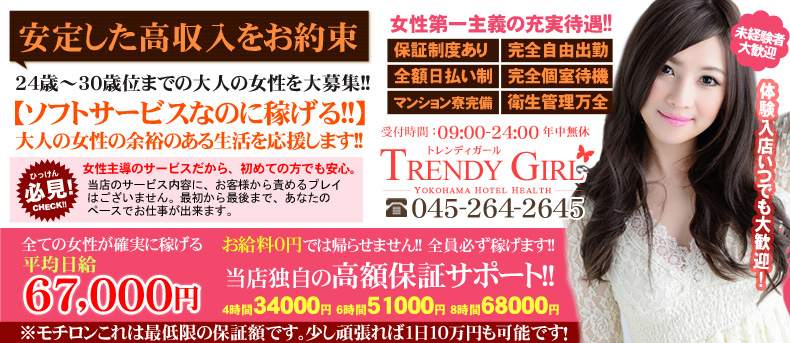 安定した高収入をお約束
24歳～30歳位までの大人の女性を大募集!!
【ソフトサービスなのに稼げる!!】
大人の女性の余裕のある生活を応援します!!
ひっけん
必見!
CHECK!!
女性主導のサービスだから、初めての方でも安心。
当店のサービス内容に、お客様から責めるプレイ
はございません。最初から最後まで、あなたの
ペースでお仕事が出来ます。
女性第一主義の充実待遇!!
保証制度あり 完全自由出勤
全額日払い制 完全個室待機
マンション寮完備 衛生管理万全
受付時間：09:00-24:00 年中無休
トレンディガール
TRENDY GIRL
YOKOHAMA HOTEL HEALTH
☎045-264-2645
未経験者
大歓迎
体験入店いつでも大歓迎！
全ての女性が確実に稼げる
平均日給
67,000円
お給料0円では帰らせません!! 全員必ず稼げます!!
当店独自の高額保証サポート!!
4時間34000円 6時間51000円 8時間68000円
※モチロンこれは最低限の保証額です。少し頑張れば1日10万円も可能です!